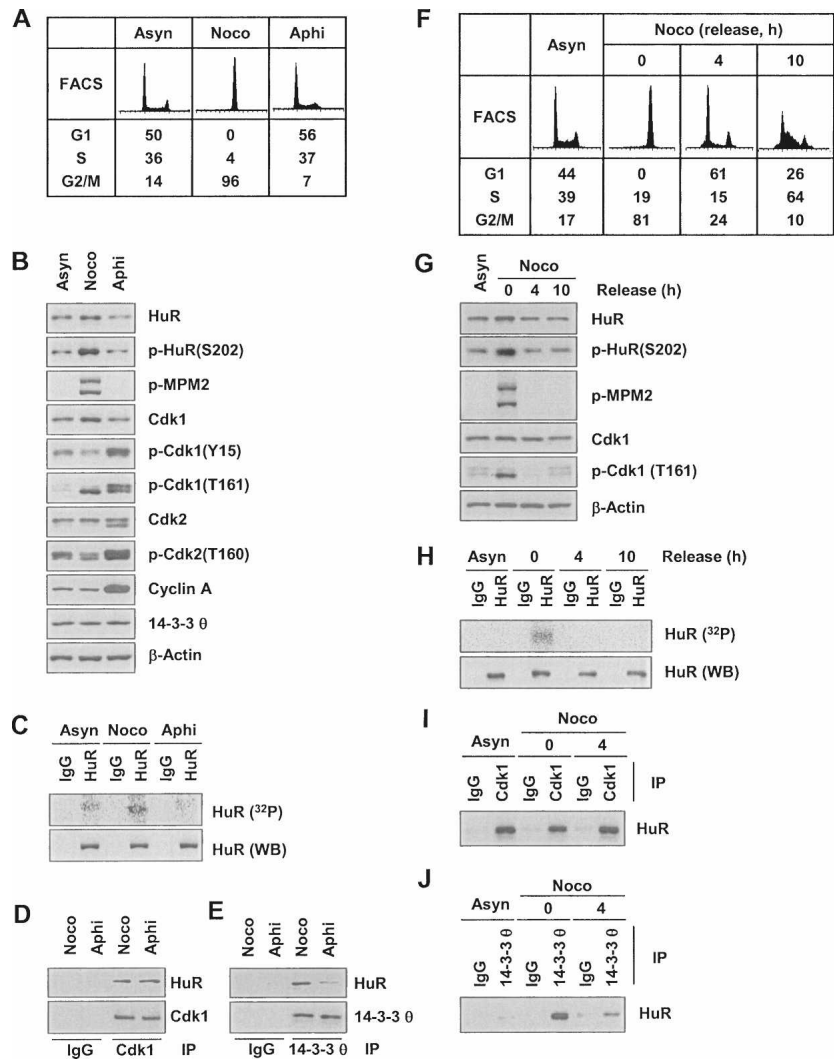 A
Asyn Noco Aphi
FACS
G1 50 0 56
S 36 4 37
G2/M 14 96 7
B
Asyn Noco Aphi
HuR
p-HuR(S202)
p-MPM2
Cdk1
p-Cdk1(Y15)
p-Cdk1(T161)
Cdk2
p-Cdk2(T160)
Cyclin A
14-3-3 θ
β-Actin
C
Asyn Noco Aphi
IgG HuR IgG HuR IgG HuR
HuR (³²P)
HuR (WB)
D
Noco Aphi Noco Aphi
HuR
Cdk1
IgG Cdk1 IP
E
Noco Aphi Noco Aphi
HuR
14-3-3 θ
IgG 14-3-3 θ IP
F
Noco (release, h)
Asyn
0 4 10
FACS
G1 44 0 61 26
S 39 19 15 64
G2/M 17 81 24 10
G
Noco
Asyn 0 4 10 Release (h)
HuR
p-HuR(S202)
p-MPM2
Cdk1
p-Cdk1 (T161)
β-Actin
H
Asyn 0 4 10 Release (h)
IgG HuR IgG HuR IgG HuR IgG HuR
HuR (³²P)
HuR (WB)
I
Noco
Asyn 0 4
IgG Cdk1 IgG Cdk1 IgG Cdk1 IP
HuR
J
Noco
Asyn 0 4
IgG 14-3-3 θ IgG 14-3-3 θ IgG 14-3-3 θ IP
HuR